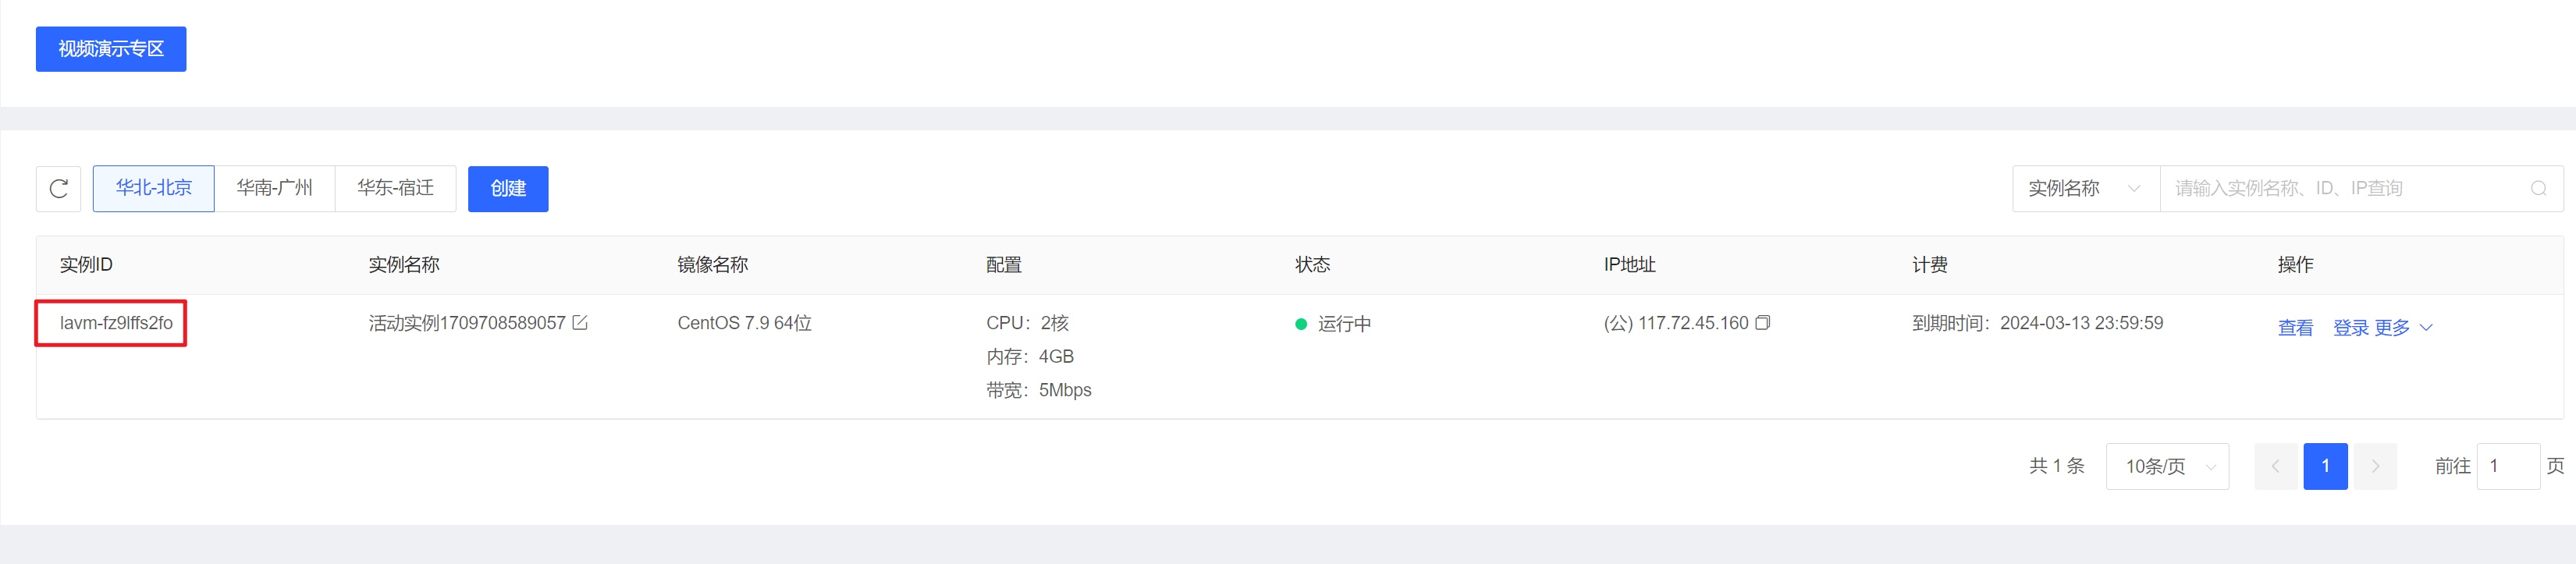 视频演示专区
华北-北京 华南-广州 华东-宿迁 创建 实例名称 请输入实例名称、ID、IP查询
实例ID 实例名称 镜像名称 配置 状态 IP地址 计费 操作
lavm-fz9lffs2fo 活动实例1709708589057 CentOS 7.9 64位 CPU：2核 运行中 (公) 117.72.45.160 到期时间：2024-03-13 23:59:59 查看 登录 更多
内存：4GB
带宽：5Mbps
共 1 条 10条/页 1 前往 1 页